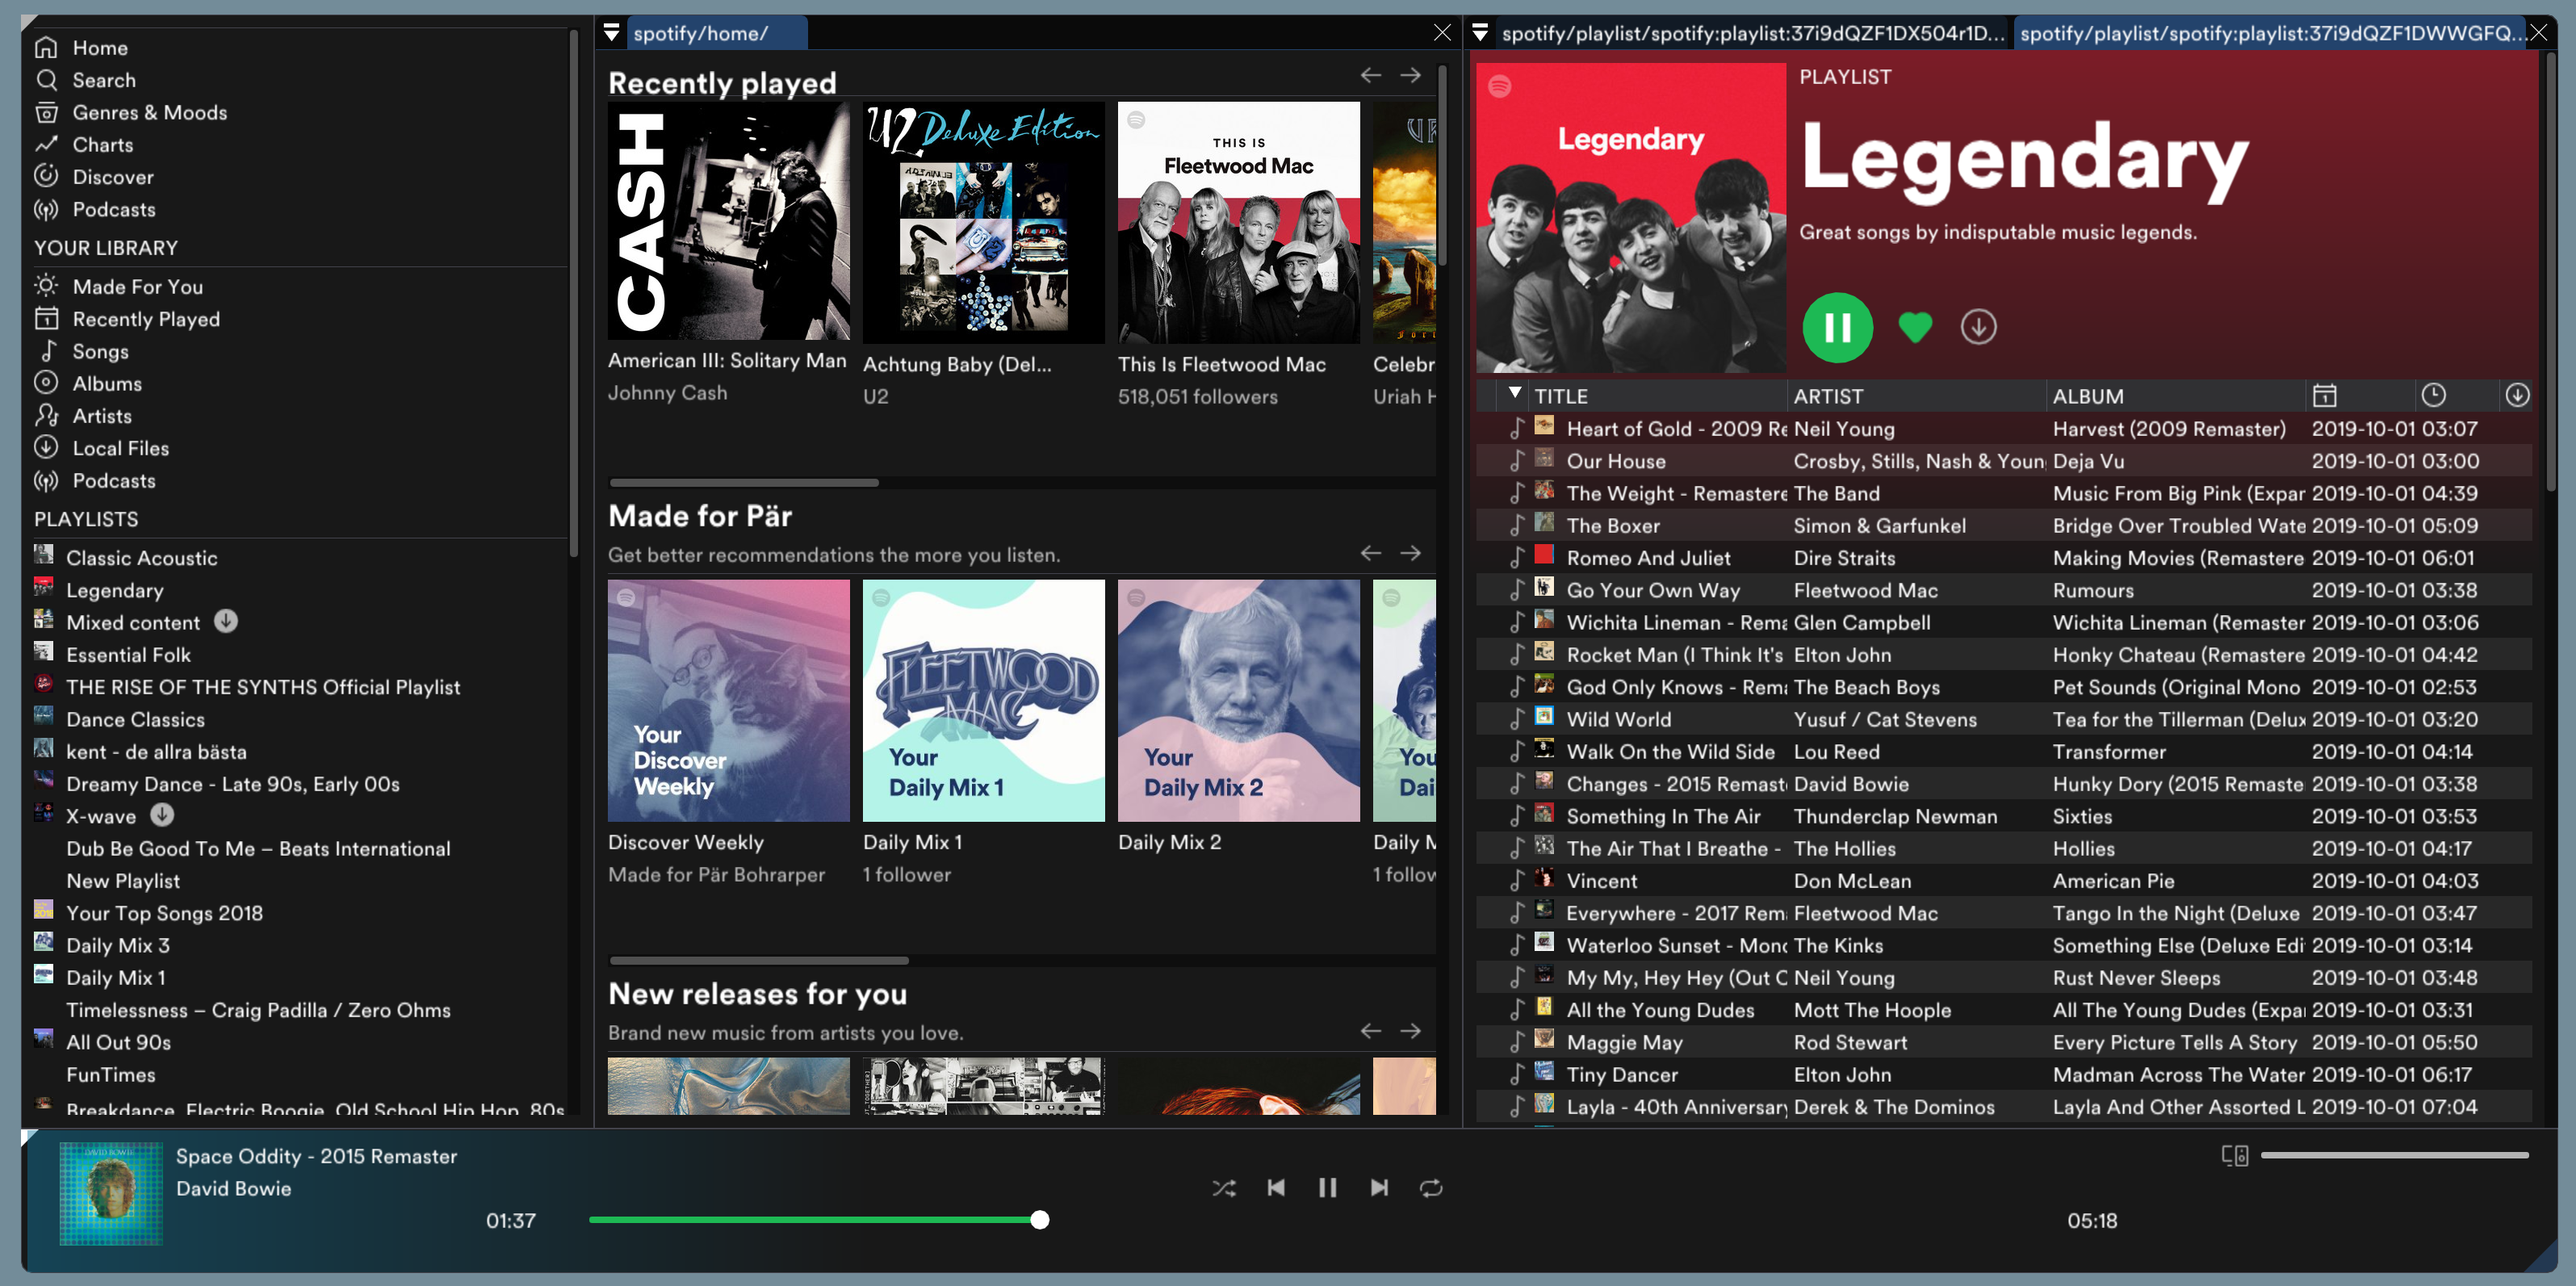 Home
Search
Genres & Moods
Charts
Discover
Podcasts
YOUR LIBRARY
Made For You
Recently Played
Songs
Albums
Artists
Local Files
Podcasts
PLAYLISTS
Classic Acoustic
Legendary
Mixed content
Essential Folk
THE RISE OF THE SYNTHS Official Playlist
Dance Classics
kent - de allra bästa
Dreamy Dance - Late 90s, Early 00s
X-wave
Dub Be Good To Me – Beats International
New Playlist
Your Top Songs 2018
Daily Mix 3
Daily Mix 1
Timelessness – Craig Padilla / Zero Ohms
All Out 90s
FunTimes
Breakdance, Electric Boogie, Old School Hip Hop, 80s
spotify/home/
Recently played
CASH
U2 Deluxe Edition
THIS IS
Fleetwood Mac
American III: Solitary Man
Johnny Cash
Achtung Baby (Del...
U2
This Is Fleetwood Mac
518,051 followers
Celebr
Uriah H
Made for Pär
Get better recommendations the more you listen.
Your
Discover
Weekly
FLEETWOOD
MAC
Your
Daily Mix 1
Your
Daily Mix 2
You
Dai
Discover Weekly
Made for Pär Bohrarper
Daily Mix 1
1 follower
Daily Mix 2
Daily M
1 follow
New releases for you
Brand new music from artists you love.
spotify/playlist/spotify:playlist:37i9dQZF1DX504r1D...
spotify/playlist/spotify:playlist:37i9dQZF1DWWGFQ...
Legendary
PLAYLIST
Legendary
Great songs by indisputable music legends.
TITLE ARTIST ALBUM
Heart of Gold - 2009 Re Neil Young Harvest (2009 Remaster) 2019-10-01 03:07
Our House Crosby, Stills, Nash & Youn Deja Vu 2019-10-01 03:00
The Weight - Remastere The Band Music From Big Pink (Expar 2019-10-01 04:39
The Boxer Simon & Garfunkel Bridge Over Troubled Wate 2019-10-01 05:09
Romeo And Juliet Dire Straits Making Movies (Remastere 2019-10-01 06:01
Go Your Own Way Fleetwood Mac Rumours 2019-10-01 03:38
Wichita Lineman - Rema Glen Campbell Wichita Lineman (Remaster 2019-10-01 03:06
Rocket Man (I Think It's Elton John Honky Chateau (Remastere 2019-10-01 04:42
God Only Knows - Rema The Beach Boys Pet Sounds (Original Mono 2019-10-01 02:53
Wild World Yusuf / Cat Stevens Tea for the Tillerman (Delux 2019-10-01 03:20
Walk On the Wild Side Lou Reed Transformer 2019-10-01 04:14
Changes - 2015 Remast David Bowie Hunky Dory (2015 Remaste 2019-10-01 03:38
Something In The Air Thunderclap Newman Sixties 2019-10-01 03:53
The Air That I Breathe - The Hollies Hollies 2019-10-01 04:17
Vincent Don McLean American Pie 2019-10-01 04:03
Everywhere - 2017 Rem Fleetwood Mac Tango In the Night (Deluxe 2019-10-01 03:47
Waterloo Sunset - Mono The Kinks Something Else (Deluxe Edi 2019-10-01 03:14
My My, Hey Hey (Out O Neil Young Rust Never Sleeps 2019-10-01 03:48
All the Young Dudes Mott The Hoople All The Young Dudes (Expa 2019-10-01 03:31
Maggie May Rod Stewart Every Picture Tells A Story 2019-10-01 05:50
Tiny Dancer Elton John Madman Across The Water 2019-10-01 06:17
Layla - 40th Anniversary Derek & The Dominos Layla And Other Assorted L 2019-10-01 07:04
DAVID BOWIE
Space Oddity - 2015 Remaster
David Bowie
01:37
05:18